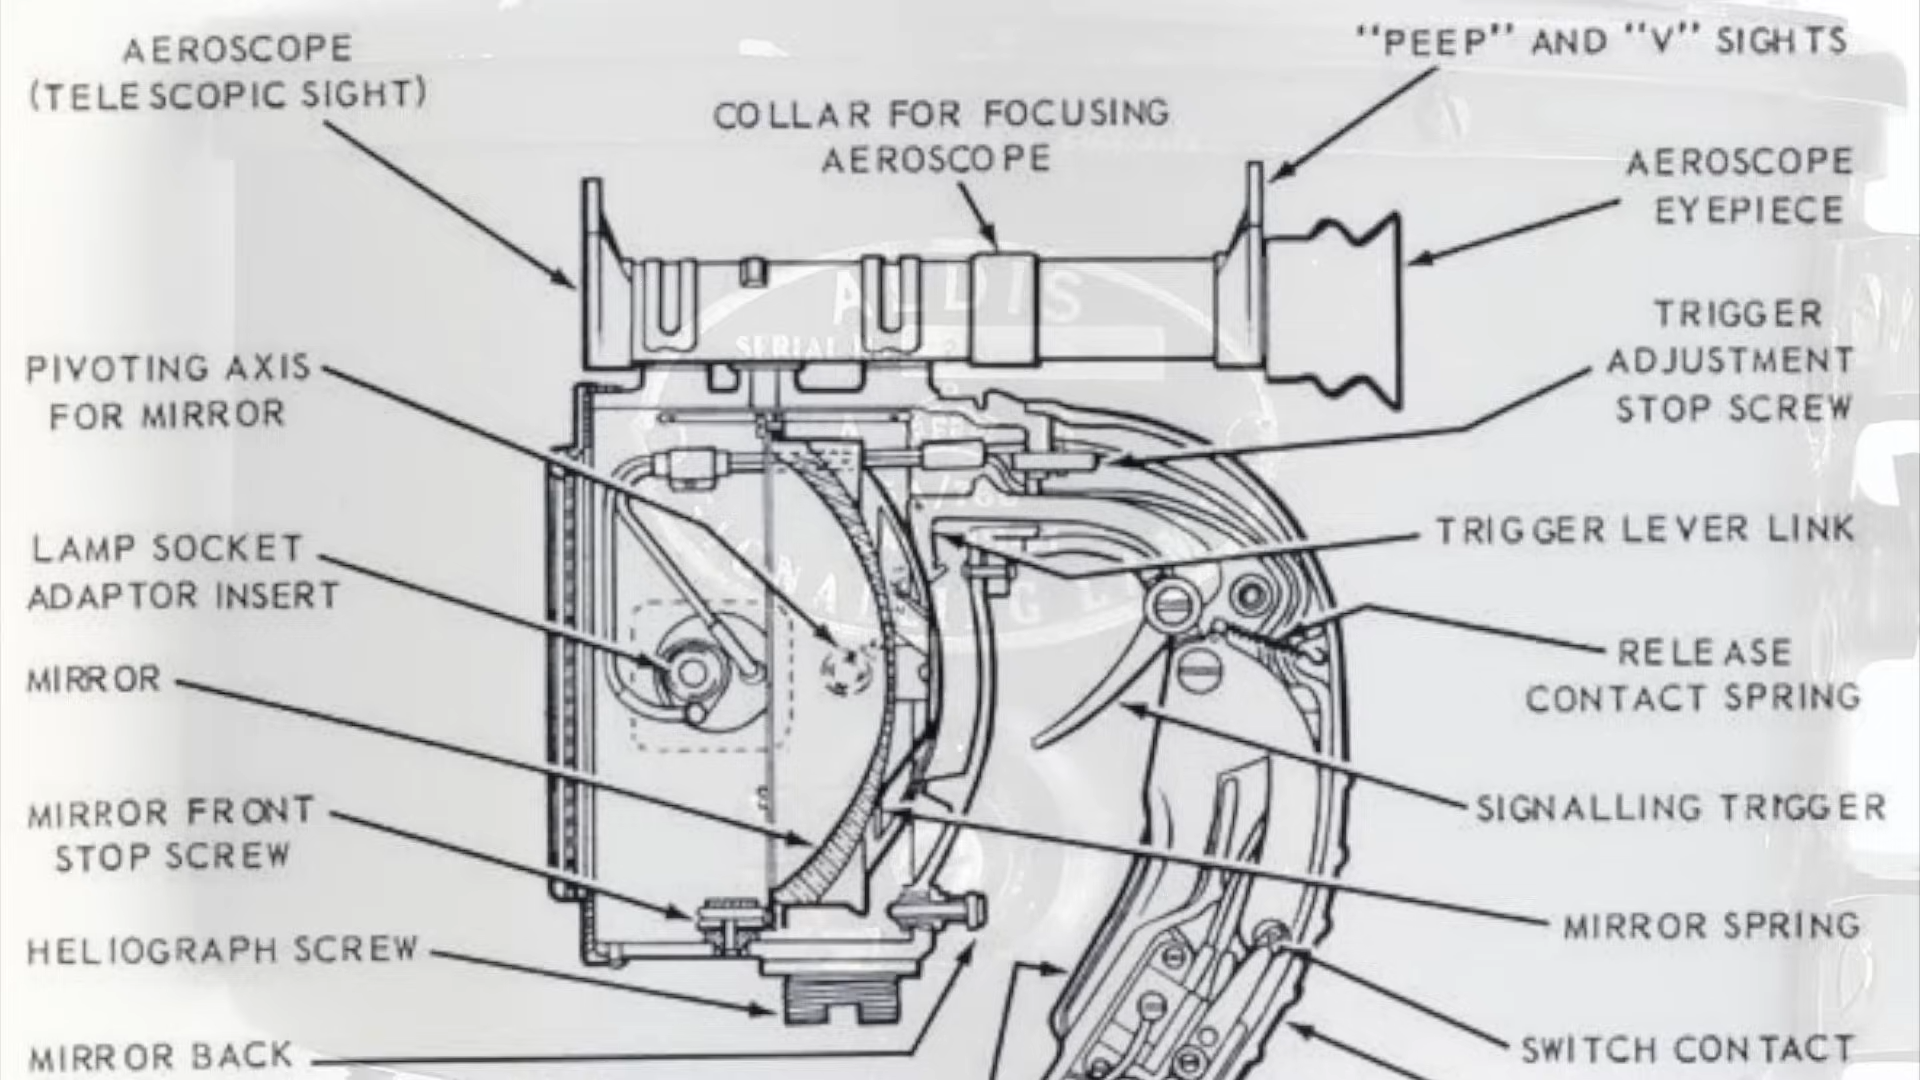 AEROSCOPE
(TELESCOPIC SIGHT)
COLLAR FOR FOCUSING
AEROSCOPE
"PEEP" AND "V" SIGHTS
AEROSCOPE
EYEPIECE
TRIGGER
ADJUSTMENT
STOP SCREW
PIVOTING AXIS
FOR MIRROR
TRIGGER LEVER LINK
LAMP SOCKET
ADAPTOR INSERT
RELEASE
CONTACT SPRING
MIRROR
SIGNALLING TRIGGER
MIRROR FRONT
STOP SCREW
MIRROR SPRING
HELIOGRAPH SCREW
SWITCH CONTACT
MIRROR BACK
ALDIS
SERIAL